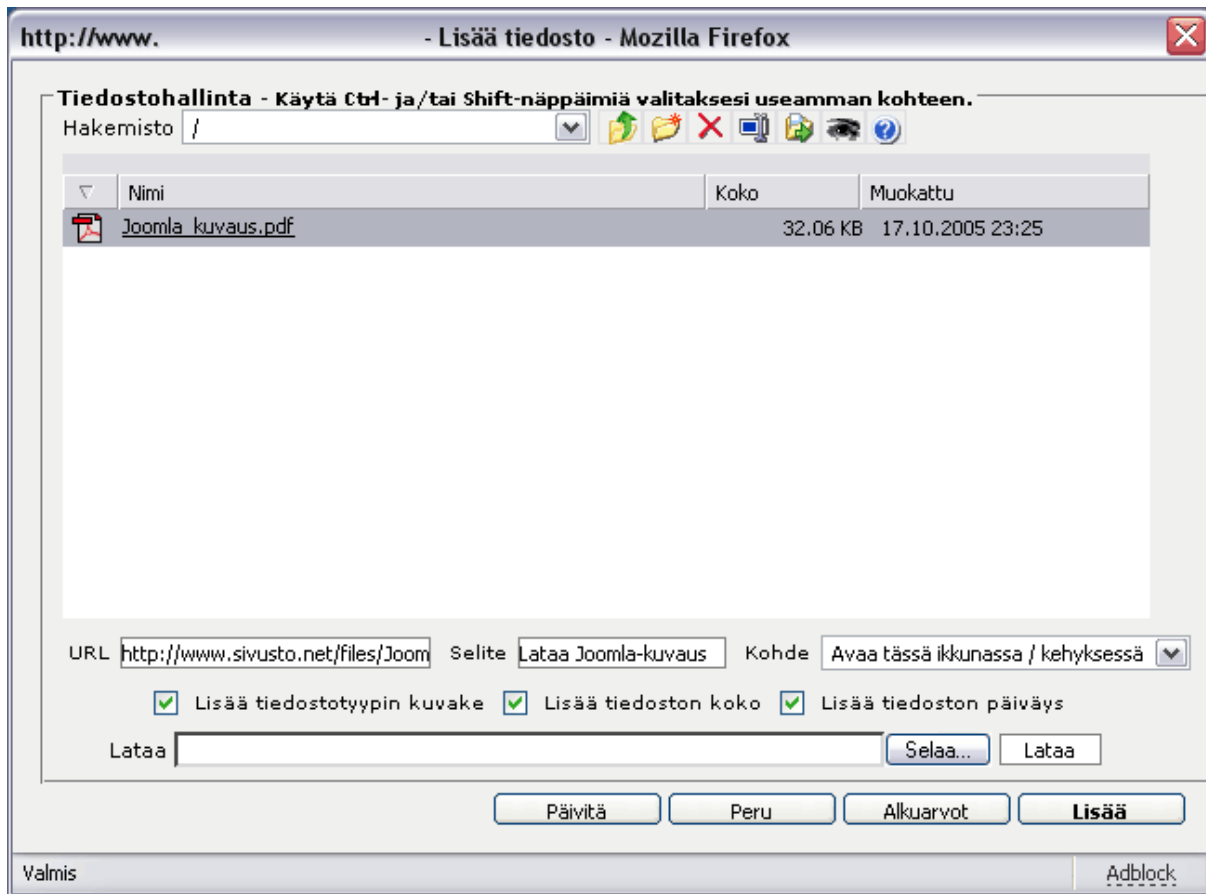 http://www. - Lisää tiedosto - Mozilla Firefox
Tiedostohallinta - Käytä Ctrl- ja/tai Shift-näppäimiä valitaksesi useamman kohteen.
Hakemisto /
Nimi Koko Muokattu
Joomla_kuvaus.pdf 32.06 KB 17.10.2005 23:25
URL http://www.sivusto.net/files/Joom Selite Lataa Joomla-kuvaus Kohde Avaa tässä ikkunassa / kehyksessä
Lisää tiedostotyypin kuvake Lisää tiedoston koko Lisää tiedoston päiväys
Lataa Selaa... Lataa
Päivitä Peru Alkuarvot Lisää
Valmis Adblock